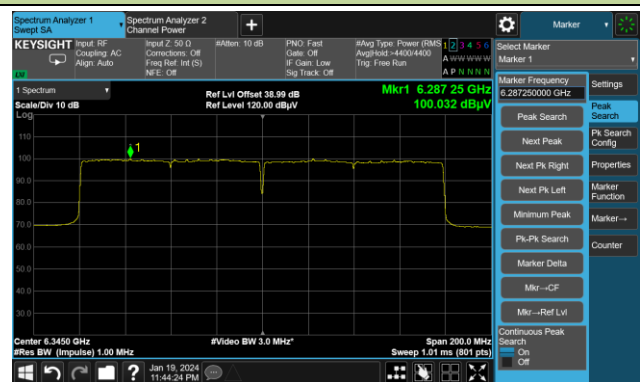 Spectrum Analyzer 1
Swept SA
Spectrum Analyzer 2
Channel Power
Marker
KEYSIGHT
Input: RF
Coupling: AC
Align: Auto
Input Z: 50 Ω
Corrections: Off
Freq Ref: Int (S)
NFE: Off
#Atten: 10 dB
PNO: Fast
Gate: Off
IF Gain: Low
Sig Track: Off
#Avg Type: Power (RMS
Avg|Hold:>4400/4400
Trig: Free Run
1 2 3 4 5 6
A W W W W W
A P N N N N
LW
Select Marker
Marker 1
1 Spectrum
Scale/Div 10 dB
Log
Ref Lvl Offset 38.99 dB
Ref Level 120.00 dBµV
Mkr1 6.287 25 GHz
100.032 dBµV
110
100
90.0
80.0
70.0
60.0
50.0
40.0
30.0
1
Center 6.3450 GHz
#Res BW (Impulse) 1.00 MHz
#Video BW 3.0 MHz*
Span 200.0 MHz
Sweep 1.01 ms (801 pts)
Marker Frequency
6.287250000 GHz
Peak Search
Next Peak
Next Pk Right
Next Pk Left
Minimum Peak
Pk-Pk Search
Marker Delta
Mkr→CF
Mkr→Ref Lvl
Continuous Peak
Search
On
Off
Settings
Peak
Search
Pk Search
Config
Properties
Marker
Function
Marker→
Counter
?
Jan 19, 2024
11:44:24 PM